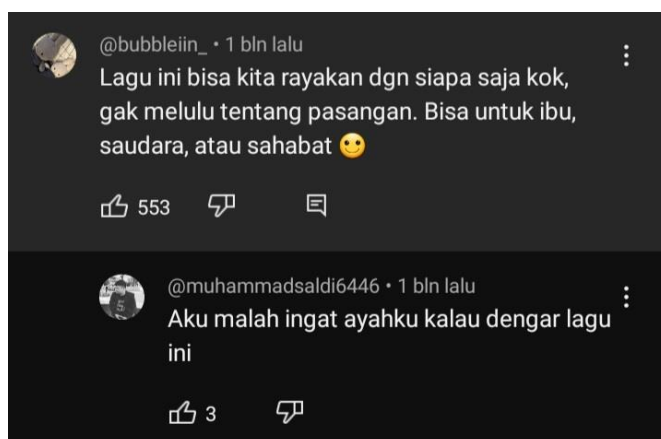 @bubbleiin_ • 1 bln lalu
Lagu ini bisa kita rayakan dgn siapa saja kok,
gak melulu tentang pasangan. Bisa untuk ibu,
saudara, atau sahabat 🙂
553
@muhammadsaldi6446 • 1 bln lalu
Aku malah ingat ayahku kalau dengar lagu
ini
3